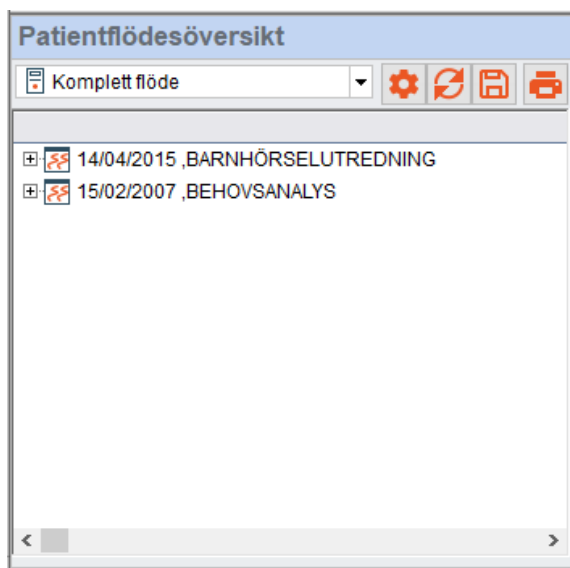 Patientflödesöversikt
Komplett flöde
14/04/2015 ,BARNHÖRSELUTREDNING
15/02/2007 ,BEHOVSANALYS